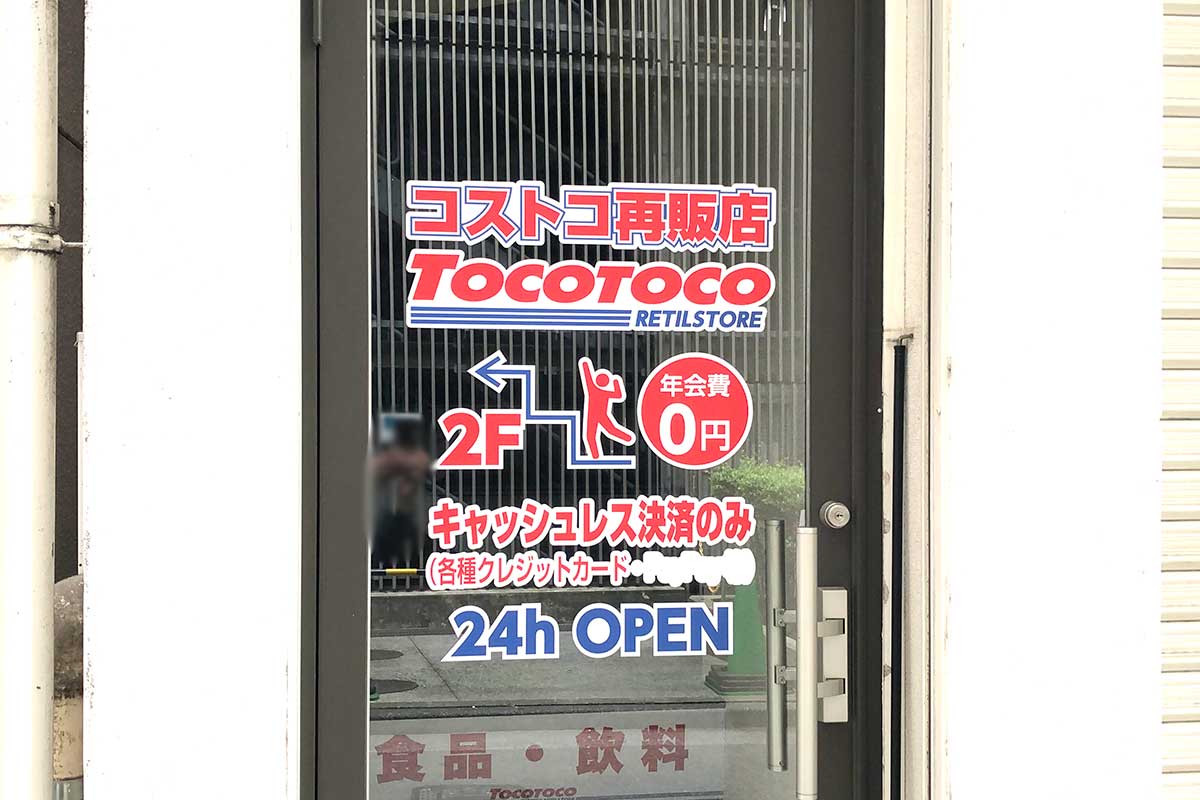 コストコ再販店
TOCOTOCO
RETILSTORE
2F
年会費
0円
キャッシュレス決済のみ
(各種クレジットカード・
24h OPEN
食品・飲料
TOCOTOCO